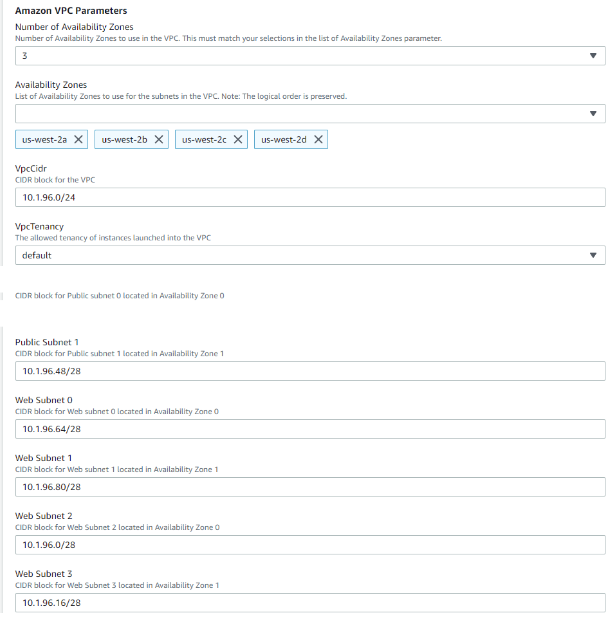 Amazon VPC Parameters
Number of Availability Zones
Number of Availability Zones to use in the VPC. This must match your selections in the list of Availability Zones parameter.
3
Availability Zones
List of Availability Zones to use for the subnets in the VPC. Note: The logical order is preserved.
us-west-2a us-west-2b us-west-2c us-west-2d
VpcCidr
CIDR block for the VPC
10.1.96.0/24
VpcTenancy
The allowed tenancy of instances launched into the VPC
default
CIDR block for Public subnet 0 located in Availability Zone 0
Public Subnet 1
CIDR block for Public subnet 1 located in Availability Zone 1
10.1.96.48/28
Web Subnet 0
CIDR block for Web subnet 0 located in Availability Zone 0
10.1.96.64/28
Web Subnet 1
CIDR block for Web subnet 1 located in Availability Zone 1
10.1.96.80/28
Web Subnet 2
CIDR block for Web Subnet 2 located in Availability Zone 0
10.1.96.0/28
Web Subnet 3
CIDR block for Web Subnet 3 located in Availability Zone 1
10.1.96.16/28